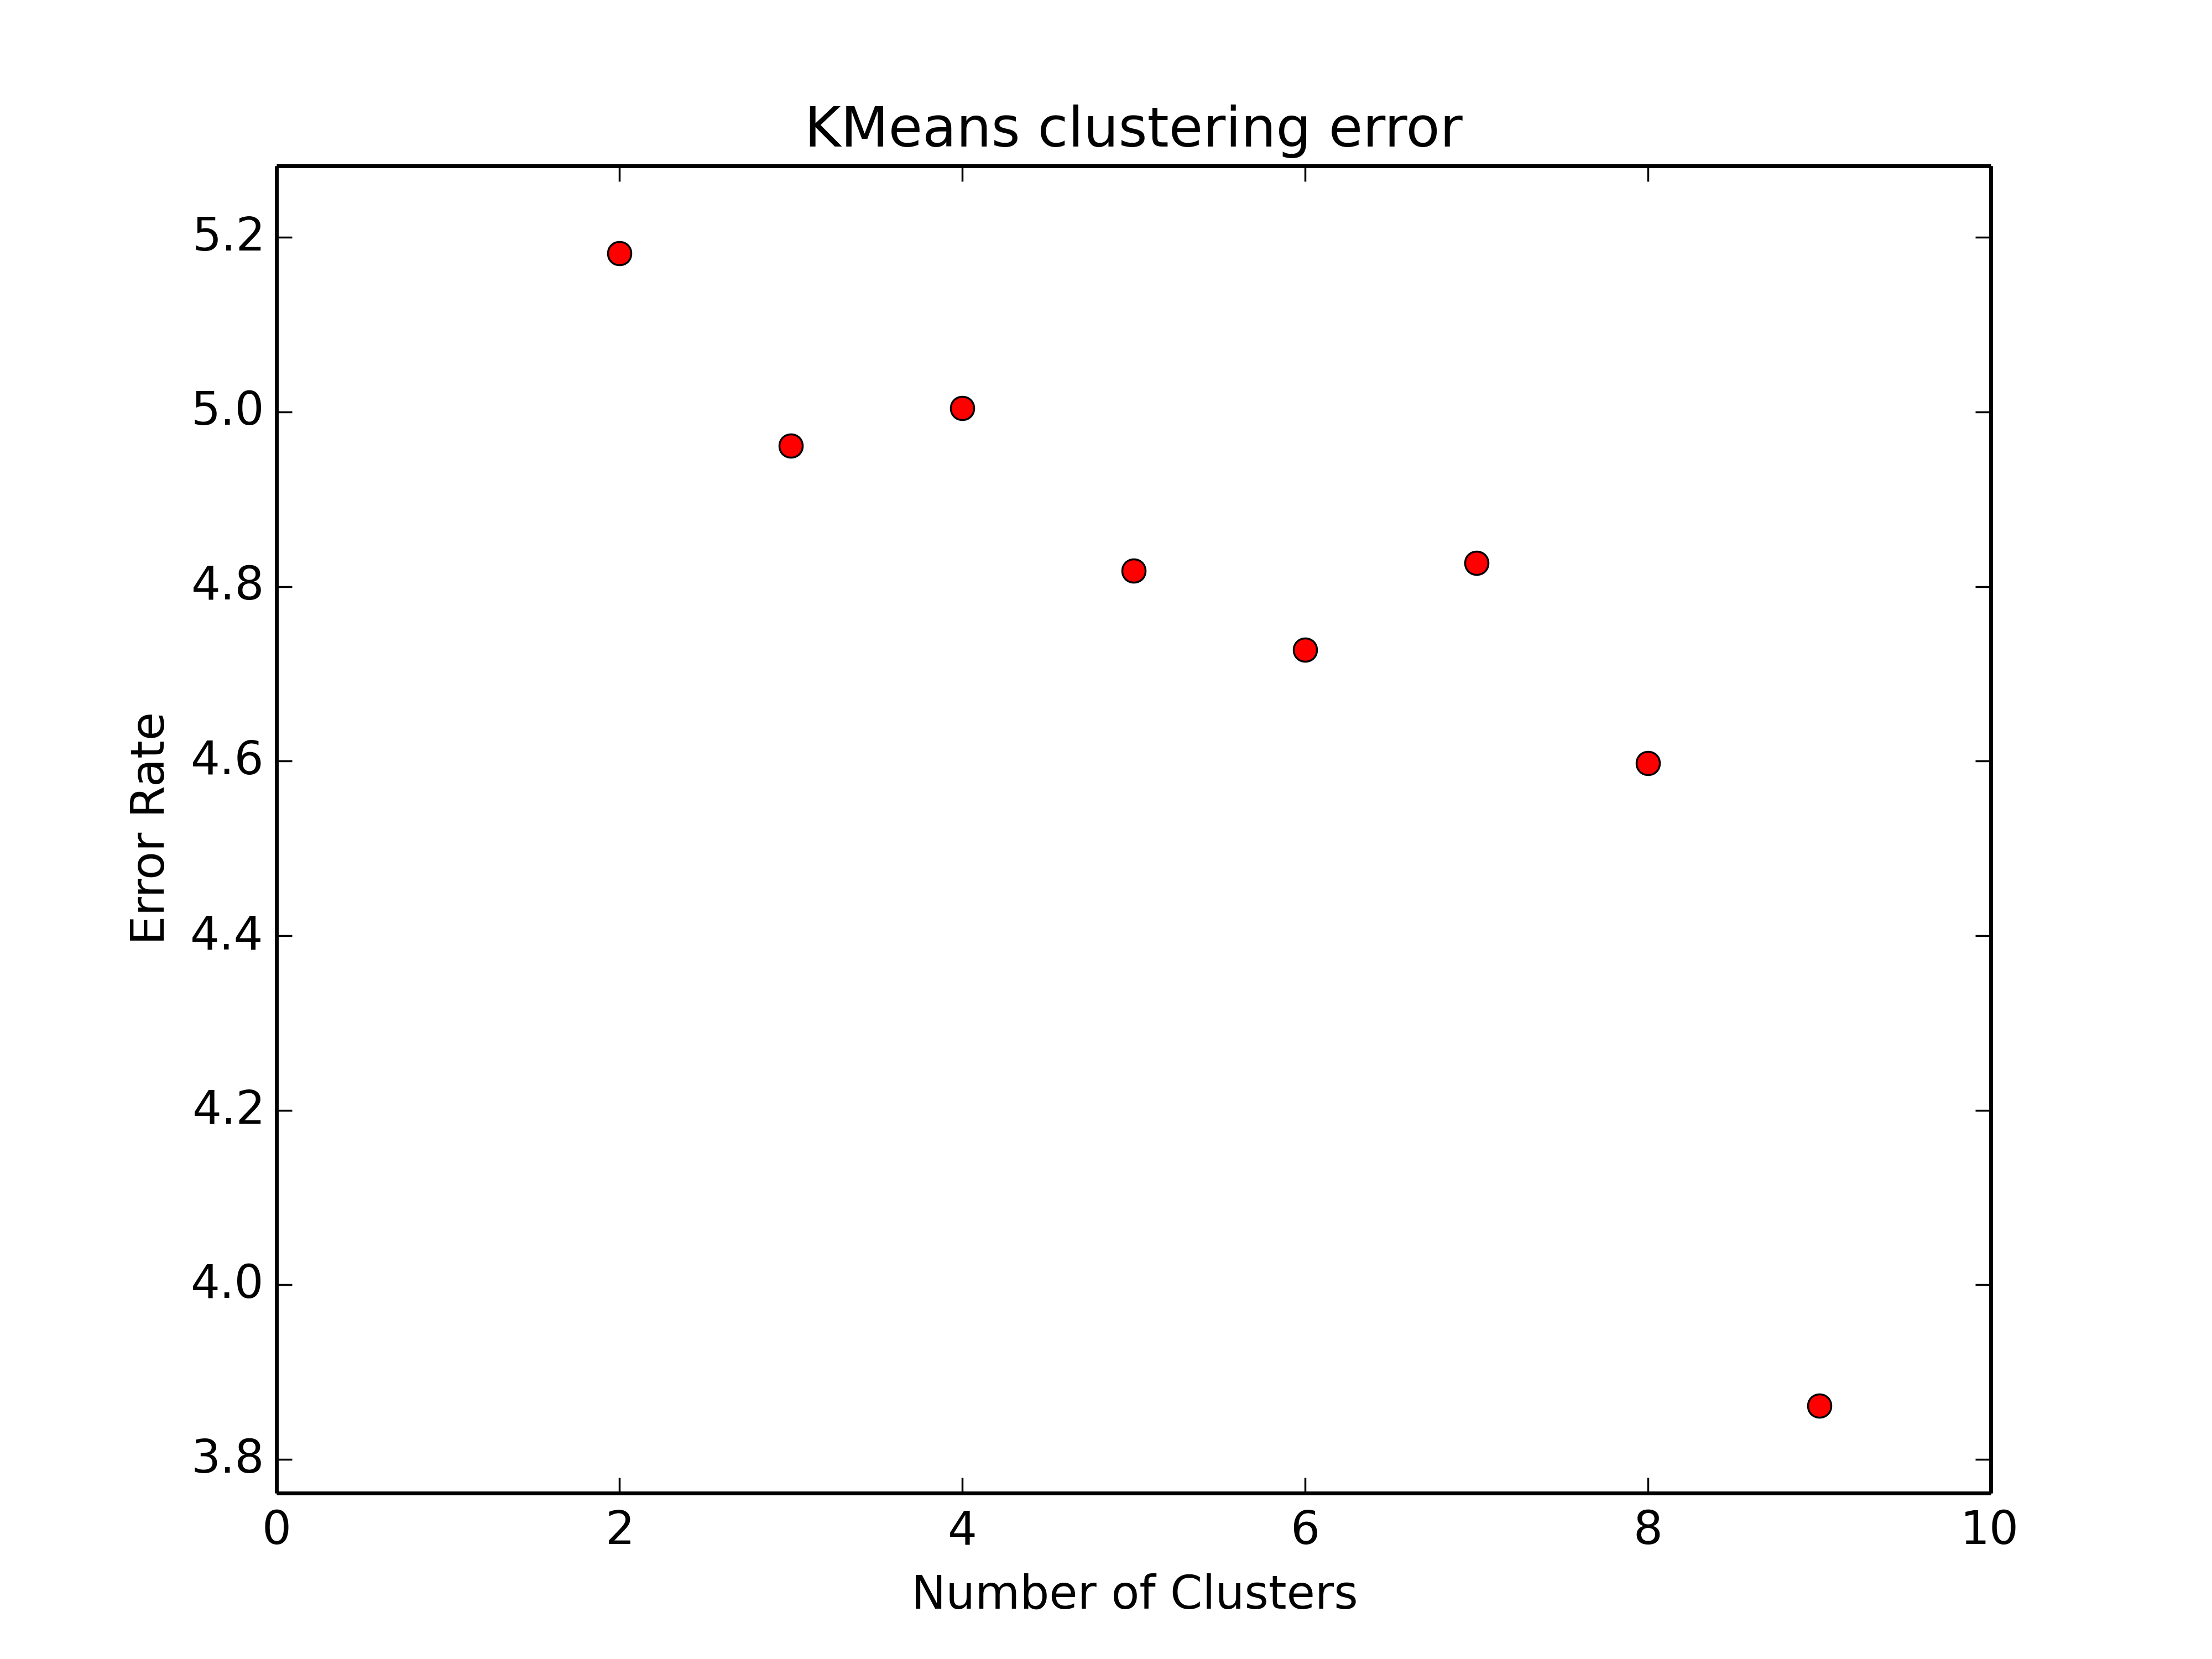 KMeans clustering error
5.2
5.0
4.8
4.6
4.4
4.2
4.0
3.8
Error Rate
0 2 4 6 8 10
Number of Clusters